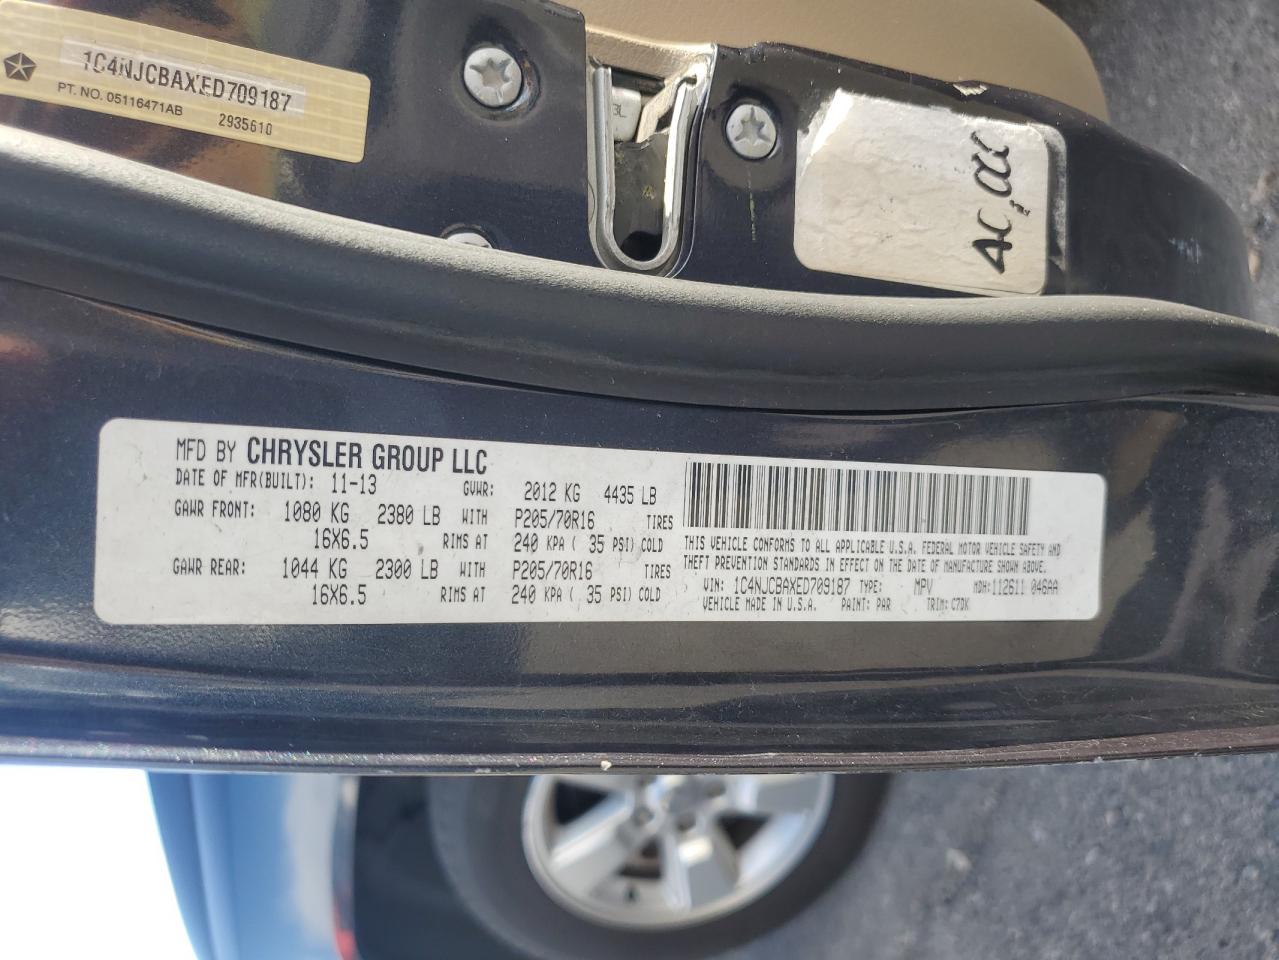 1C4NJCBAXED709187
PT. NO. 05116471AB 2935610
MFD BY CHRYSLER GROUP LLC
DATE OF MFR(BUILT): 11-13 GVWR: 2012 KG 4435 LB
GAWR FRONT: 1080 KG 2380 LB WITH P205/70R16 TIRES
16X6.5 RIMS AT 240 KPA ( 35 PSI) COLD
GAWR REAR: 1044 KG 2300 LB WITH P205/70R16 TIRES
16X6.5 RIMS AT 240 KPA ( 35 PSI) COLD
THIS VEHICLE CONFORMS TO ALL APPLICABLE U.S.A. FEDERAL MOTOR VEHICLE SAFETY AND
THEFT PREVENTION STANDARDS IN EFFECT ON THE DATE OF MANUFACTURE SHOWN ABOVE.
VIN: 1C4NJCBAXED709187 TYPE: MPV MDH:112611 046AA
VEHICLE MADE IN U.S.A. PAINT: PAR TRIM: C7DK